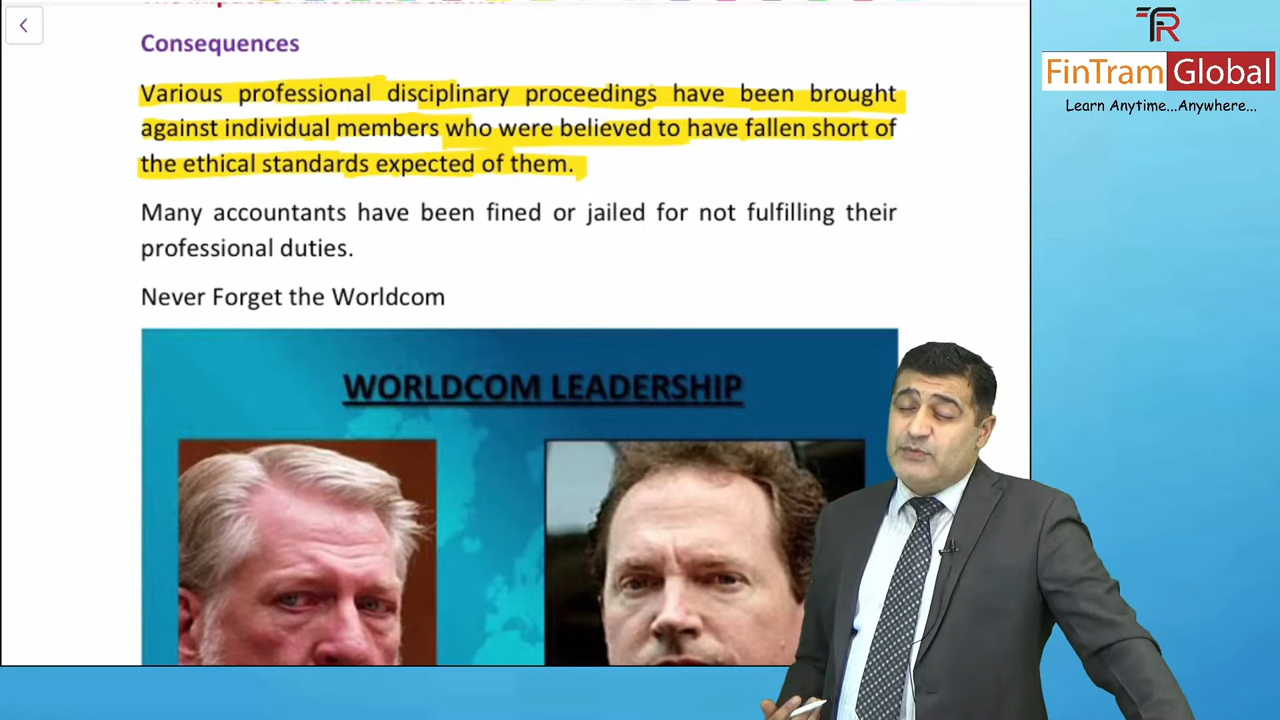 Consequences
Various professional disciplinary proceedings have been brought
against individual members who were believed to have fallen short of
the ethical standards expected of them.
Many accountants have been fined or jailed for not fulfilling their
professional duties.
Never Forget the Worldcom
WORLDCOM LEADERSHIP
FinTram Global
Learn Anytime...Anywhere...